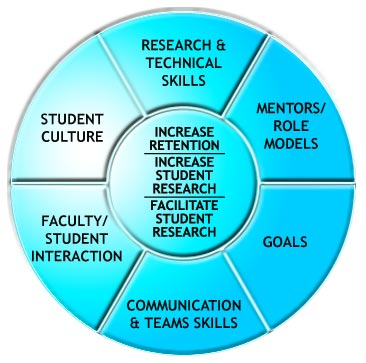 RESEARCH &
TECHNICAL
SKILLS
MENTORS/
ROLE
MODELS
GOALS
COMMUNICATION
& TEAMS SKILLS
FACULTY/
STUDENT
INTERACTION
STUDENT
CULTURE
INCREASE
RETENTION
INCREASE
STUDENT
RESEARCH
FACILITATE
STUDENT
RESEARCH